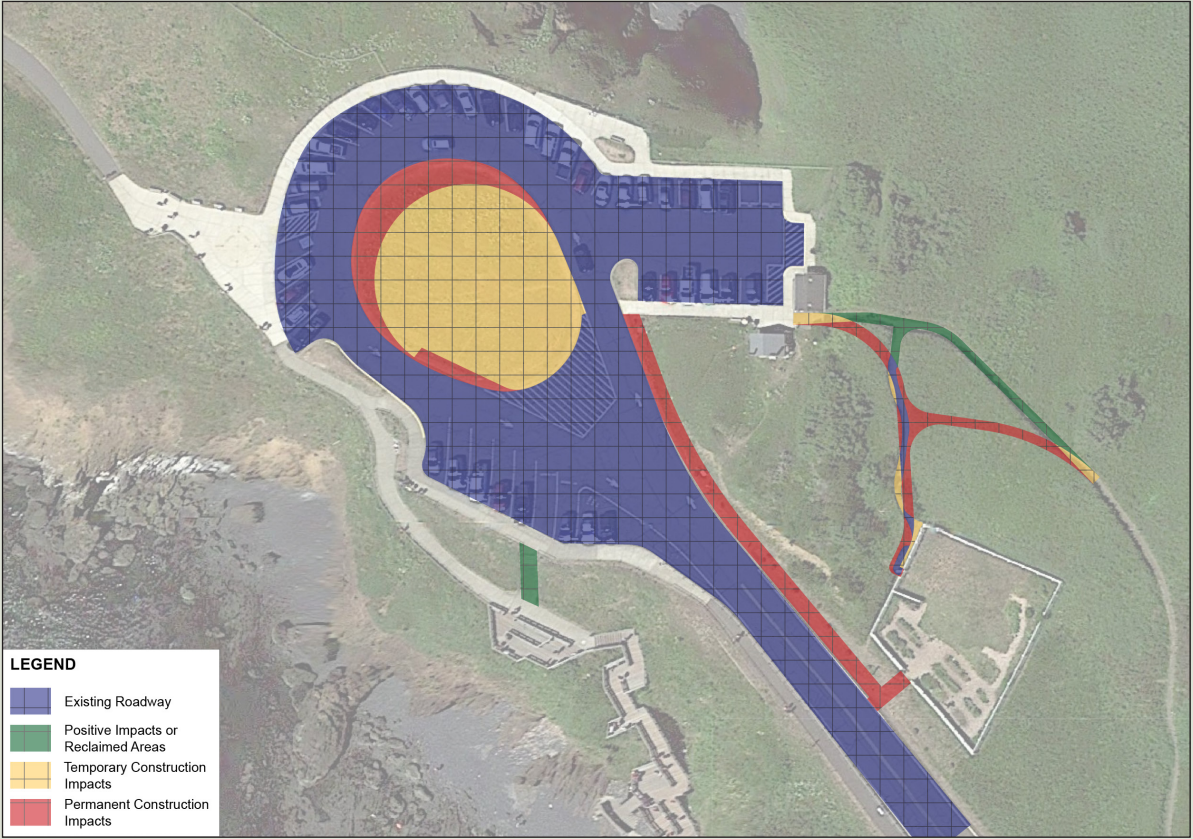 LEGEND
Existing Roadway
Positive Impacts or
Reclaimed Areas
Temporary Construction
Impacts
Permanent Construction
Impacts